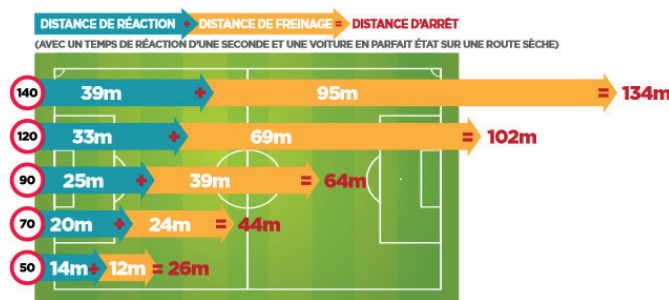 DISTANCE DE RÉACTION + DISTANCE DE FREINAGE = DISTANCE D'ARRÊT
(AVEC UN TEMPS DE RÉACTION D'UNE SECONDE ET UNE VOITURE EN PARFAIT ÉTAT SUR UNE ROUTE SÈCHE)
140 39m + 95m = 134m
120 33m + 69m = 102m
90 25m + 39m = 64m
70 20m + 24m = 44m
50 14m + 12m = 26m